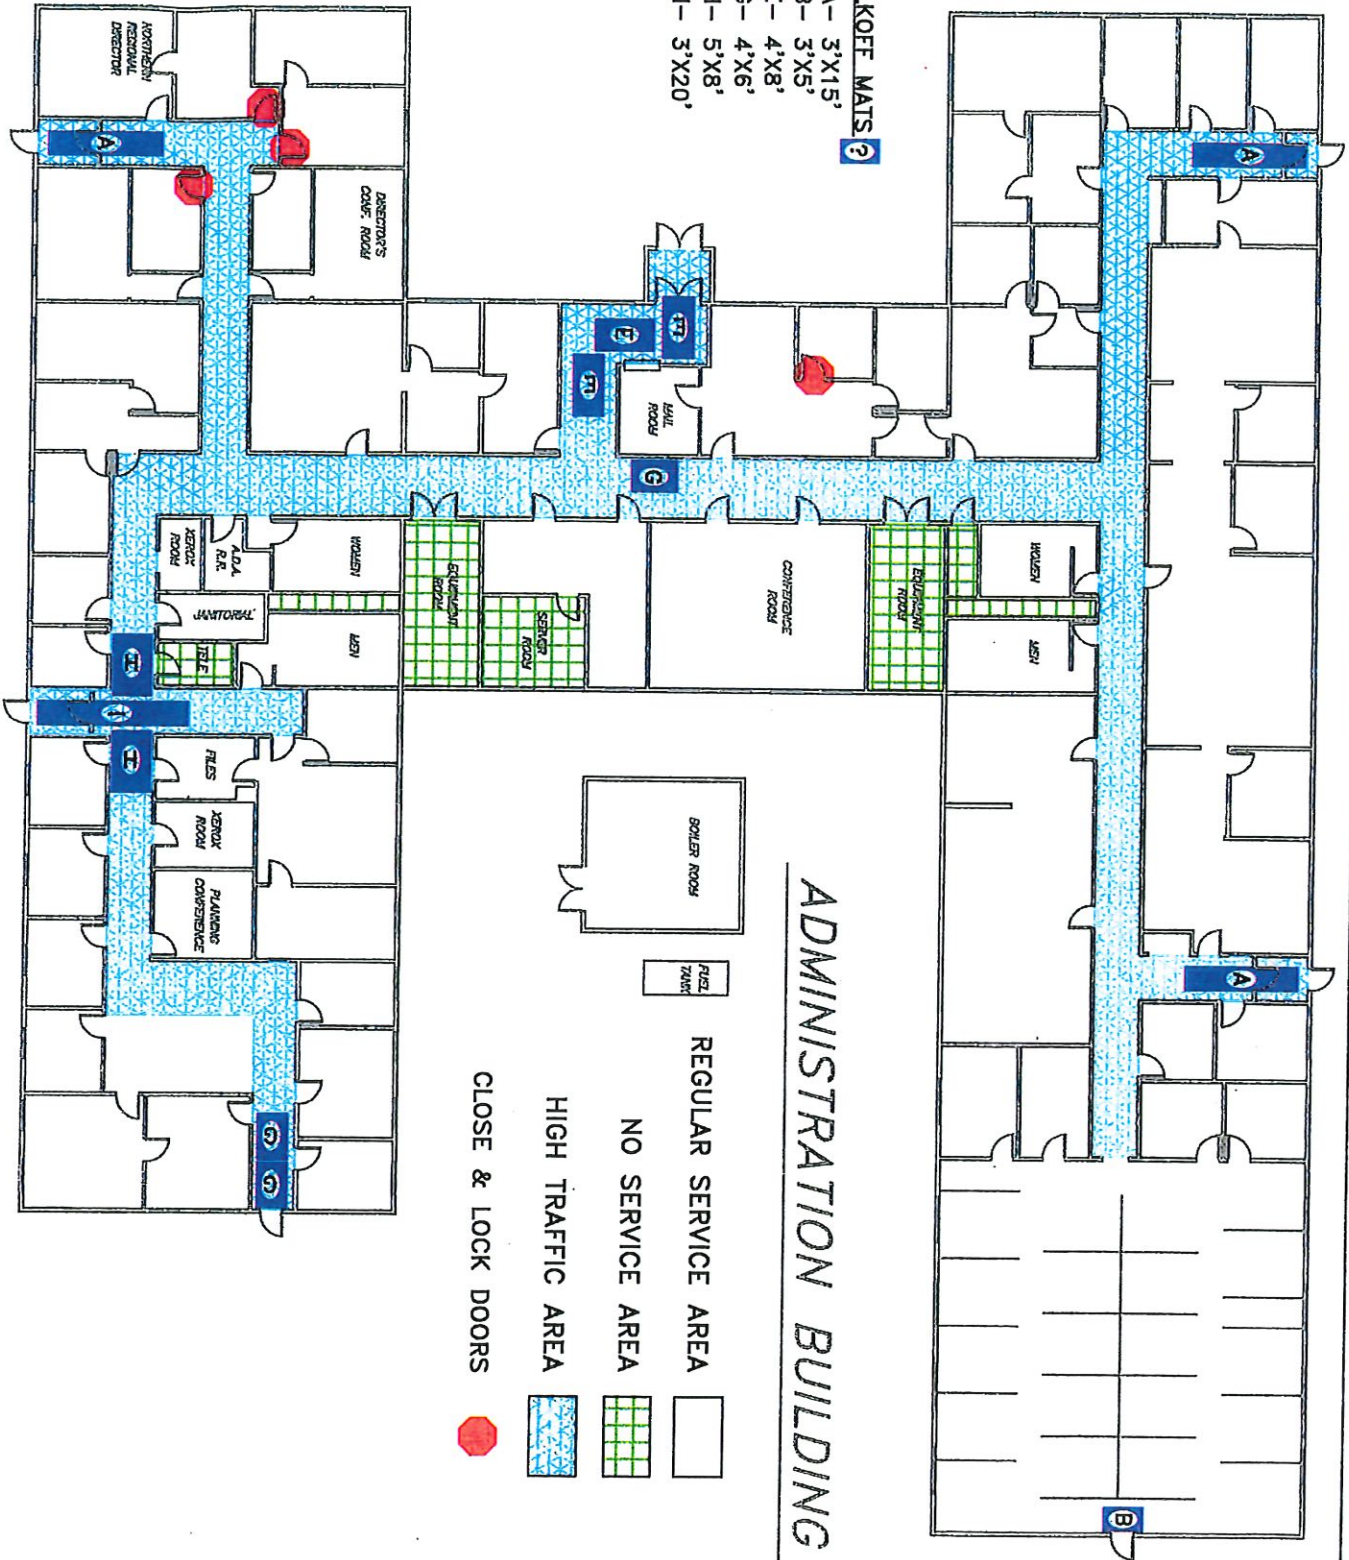 A
A
B
WOMEN
MEN
EQUIPMENT
ROOM
KOFF MATS ?
3'X15'
3'X5'
4'X8'
4'X6'
5'X8'
3'X20'
ADMINISTRATION BUILDING
CONFERENCE
ROOM
REGULAR SERVICE AREA
NO SERVICE AREA
HIGH TRAFFIC AREA
CLOSE & LOCK DOORS
BOILER ROOM
FUEL
TANK
MAIL
ROOM
E
E
E
G
SERVER
ROOM
EQUIPMENT
ROOM
DIRECTOR'S
CONF. ROOM
WOMEN
MEN
A.D.A.
R.R.
XEROX
ROOM
JANITORIAL
TELE
FILES
XEROX
ROOM
PLANNING
CONFERENCE
G
G
NORTHERN
REGIONAL
DIRECTOR
A
H
I
H